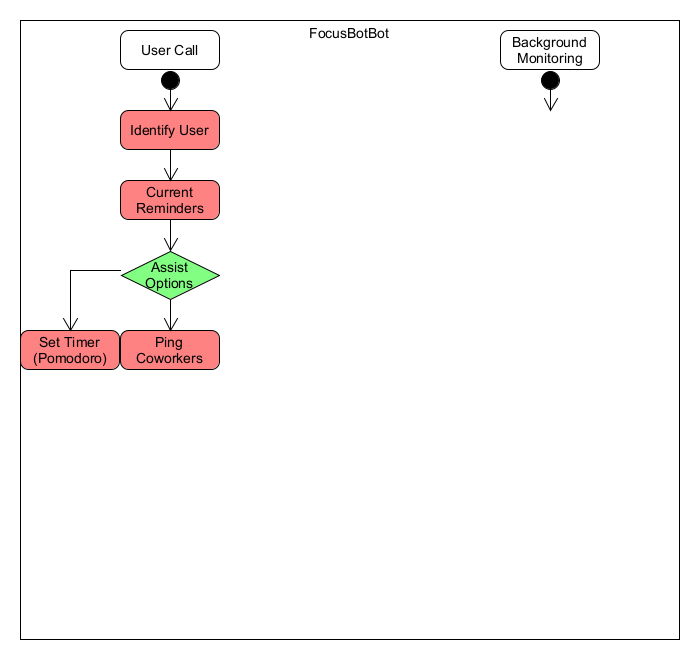 FocusBotBot
User Call
Background
Monitoring
Identify User
Current
Reminders
Assist
Options
Set Timer
(Pomodoro)
Ping
Coworkers